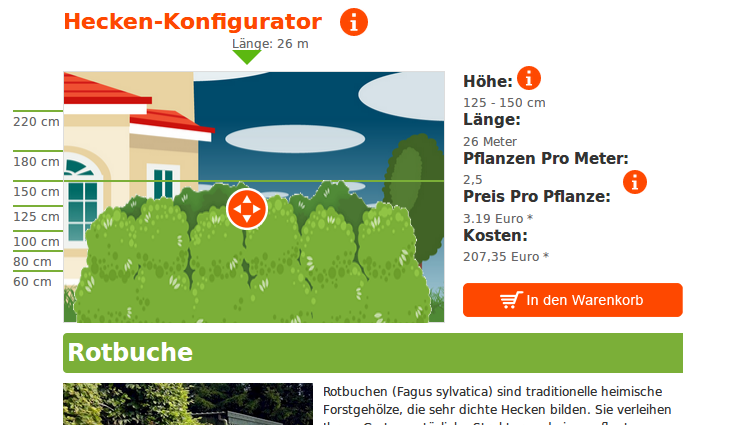 Hecken-Konfigurator i
Länge: 26 m
220 cm
180 cm
150 cm
125 cm
100 cm
80 cm
60 cm
Höhe: i
125 - 150 cm
Länge:
26 Meter
Pflanzen Pro Meter:
2,5
Preis Pro Pflanze: i
3.19 Euro *
Kosten:
207,35 Euro *
In den Warenkorb
Rotbuche
Rotbuchen (Fagus sylvatica) sind traditionelle heimische
Forstgehölze, die sehr dichte Hecken bilden. Sie verleihen